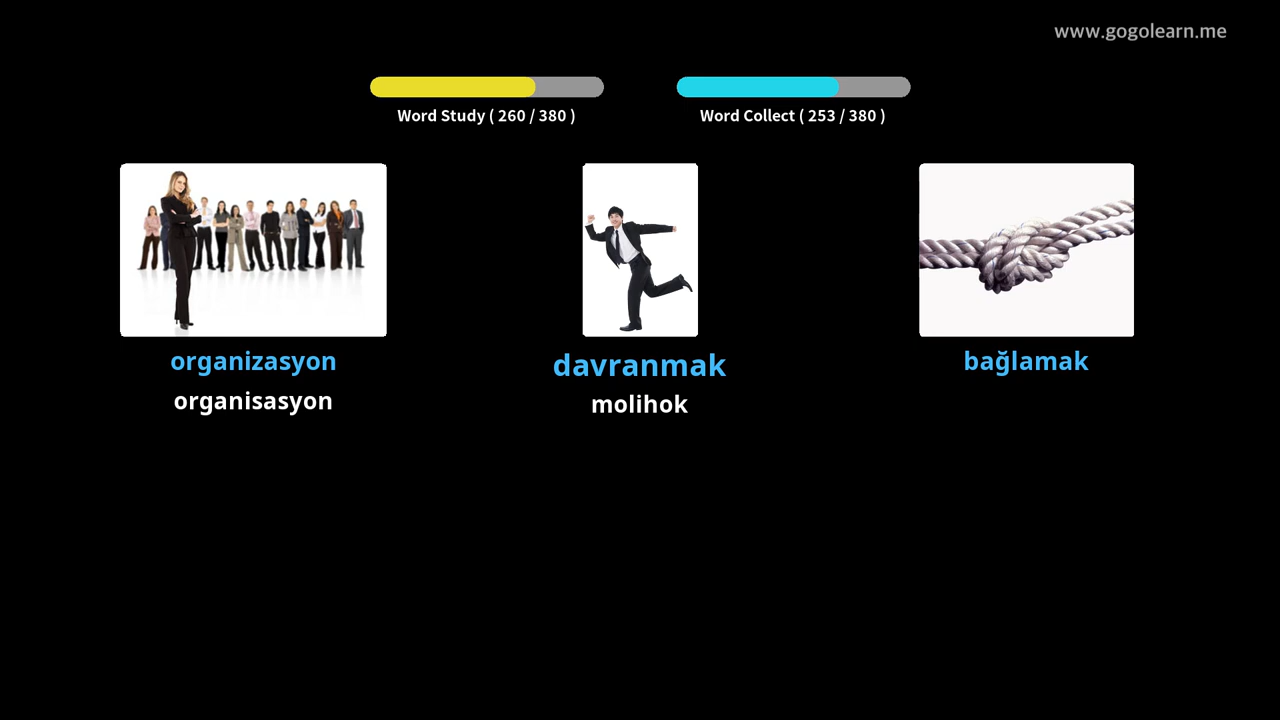 www.gogolearn.me
Word Study ( 260 / 380 )
Word Collect ( 253 / 380 )
organizasyon
organisasyon
davranmak
molihok
bağlamak